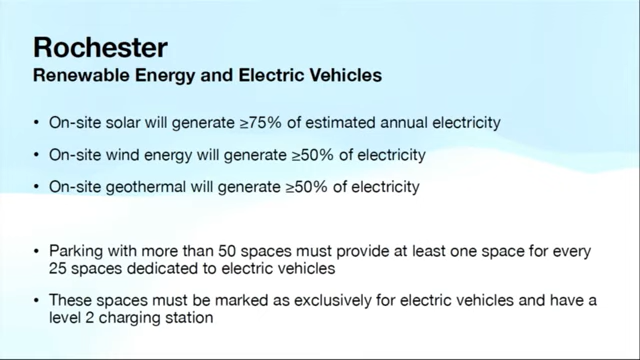 Rochester
Renewable Energy and Electric Vehicles
• On-site solar will generate ≥75% of estimated annual electricity
• On-site wind energy will generate ≥50% of electricity
• On-site geothermal will generate ≥50% of electricity
• Parking with more than 50 spaces must provide at least one space for every
25 spaces dedicated to electric vehicles
• These spaces must be marked as exclusively for electric vehicles and have a
level 2 charging station